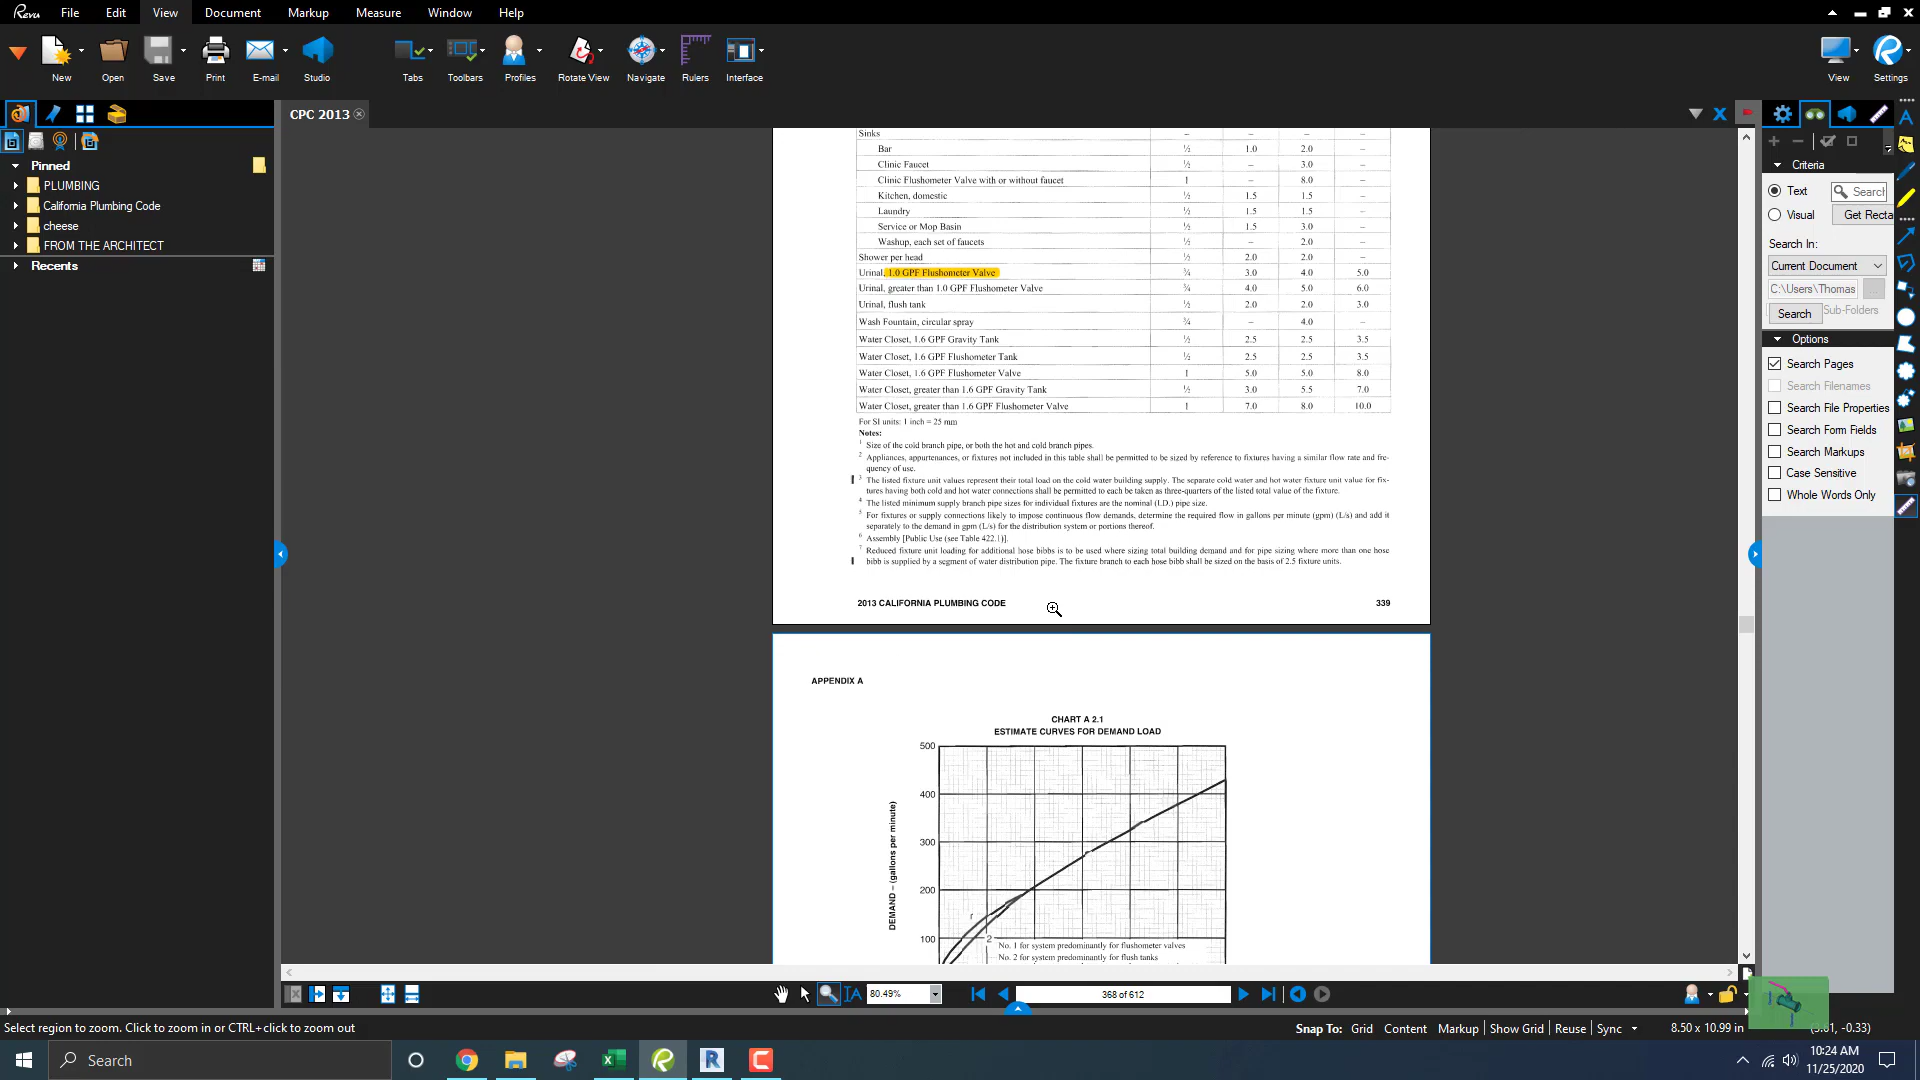 Revu File Edit View Document Markup Measure Window Help
New Open Save Print E-mail Studio Tabs Toolbars Profiles Rotate View Navigate Rulers Interface View Settings
CPC 2013
Pinned
PLUMBING
California Plumbing Code
cheese
FROM THE ARCHITECT
Recents
Sinks – – – –
Bar ½ 1.0 2.0 –
Clinic Faucet ½ – 3.0 –
Clinic Flushometer Valve with or without faucet 1 – 8.0 –
Kitchen, domestic ½ 1.5 1.5 –
Laundry ½ 1.5 1.5 –
Service or Mop Basin ½ 1.5 3.0 –
Washup, each set of faucets ½ – 2.0 –
Shower per head ½ 2.0 2.0 –
Urinal, 1.0 GPF Flushometer Valve ¾ 3.0 4.0 5.0
Urinal, greater than 1.0 GPF Flushometer Valve ¾ 4.0 5.0 6.0
Urinal, flush tank ½ 2.0 2.0 3.0
Wash Fountain, circular spray ¾ – 4.0 –
Water Closet, 1.6 GPF Gravity Tank ½ 2.5 2.5 3.5
Water Closet, 1.6 GPF Flushometer Tank ½ 2.5 2.5 3.5
Water Closet, 1.6 GPF Flushometer Valve 1 5.0 5.0 8.0
Water Closet, greater than 1.6 GPF Gravity Tank ½ 3.0 5.5 7.0
Water Closet, greater than 1.6 GPF Flushometer Valve 1 7.0 8.0 10.0
For SI units: 1 inch = 25 mm
Notes:
1 Size of the cold branch pipe, or both the hot and cold branch pipes.
2 Appliances, appurtenances, or fixtures not included in this table shall be permitted to be sized by reference to fixtures having a similar flow rate and fre-
quency of use.
3 The listed fixture unit values represent their total load on the cold water building supply. The separate cold water and hot water fixture unit value for fix-
tures having both cold and hot water connections shall be permitted to each be taken as three-quarters of the listed total value of the fixture.
4 The listed minimum supply branch pipe sizes for individual fixtures are the nominal (I.D.) pipe size.
5 For fixtures or supply connections likely to impose continuous flow demands, determine the required flow in gallons per minute (gpm) (L/s) and add it
separately to the demand in gpm (L/s) for the distribution system or portions thereof.
6 Assembly [Public Use (see Table 422.1)].
7 Reduced fixture unit loading for additional hose bibbs is to be used where sizing total building demand and for pipe sizing where more than one hose
bibb is supplied by a segment of water distribution pipe. The fixture branch to each hose bibb shall be sized on the basis of 2.5 fixture units.
2013 CALIFORNIA PLUMBING CODE 339
APPENDIX A
CHART A 2.1
ESTIMATE CURVES FOR DEMAND LOAD
DEMAND – (gallons per minute)
500
400
300
200
100
2
No. 1 for system predominantly for flushometer valves
No. 2 for system predominantly for flush tanks
Criteria
Text Search
Visual Get Recta
Search In:
Current Document
C:\Users\Thomas ...
Search Sub-Folders
Options
Search Pages
Search Filenames
Search File Properties
Search Form Fields
Search Markups
Case Sensitive
Whole Words Only
80.49% 368 of 612
Select region to zoom. Click to zoom in or CTRL+click to zoom out
Snap To: Grid Content Markup Show Grid Reuse Sync 8.50 x 10.99 in -0.33)
Search
10:24 AM
11/25/2020